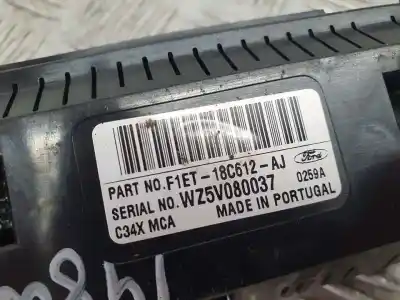 PART NO.F1ET-18C612-AJ
Ford
SERIAL NO.WZ5V080037
0259A
C34X MCA
MADE IN PORTUGAL